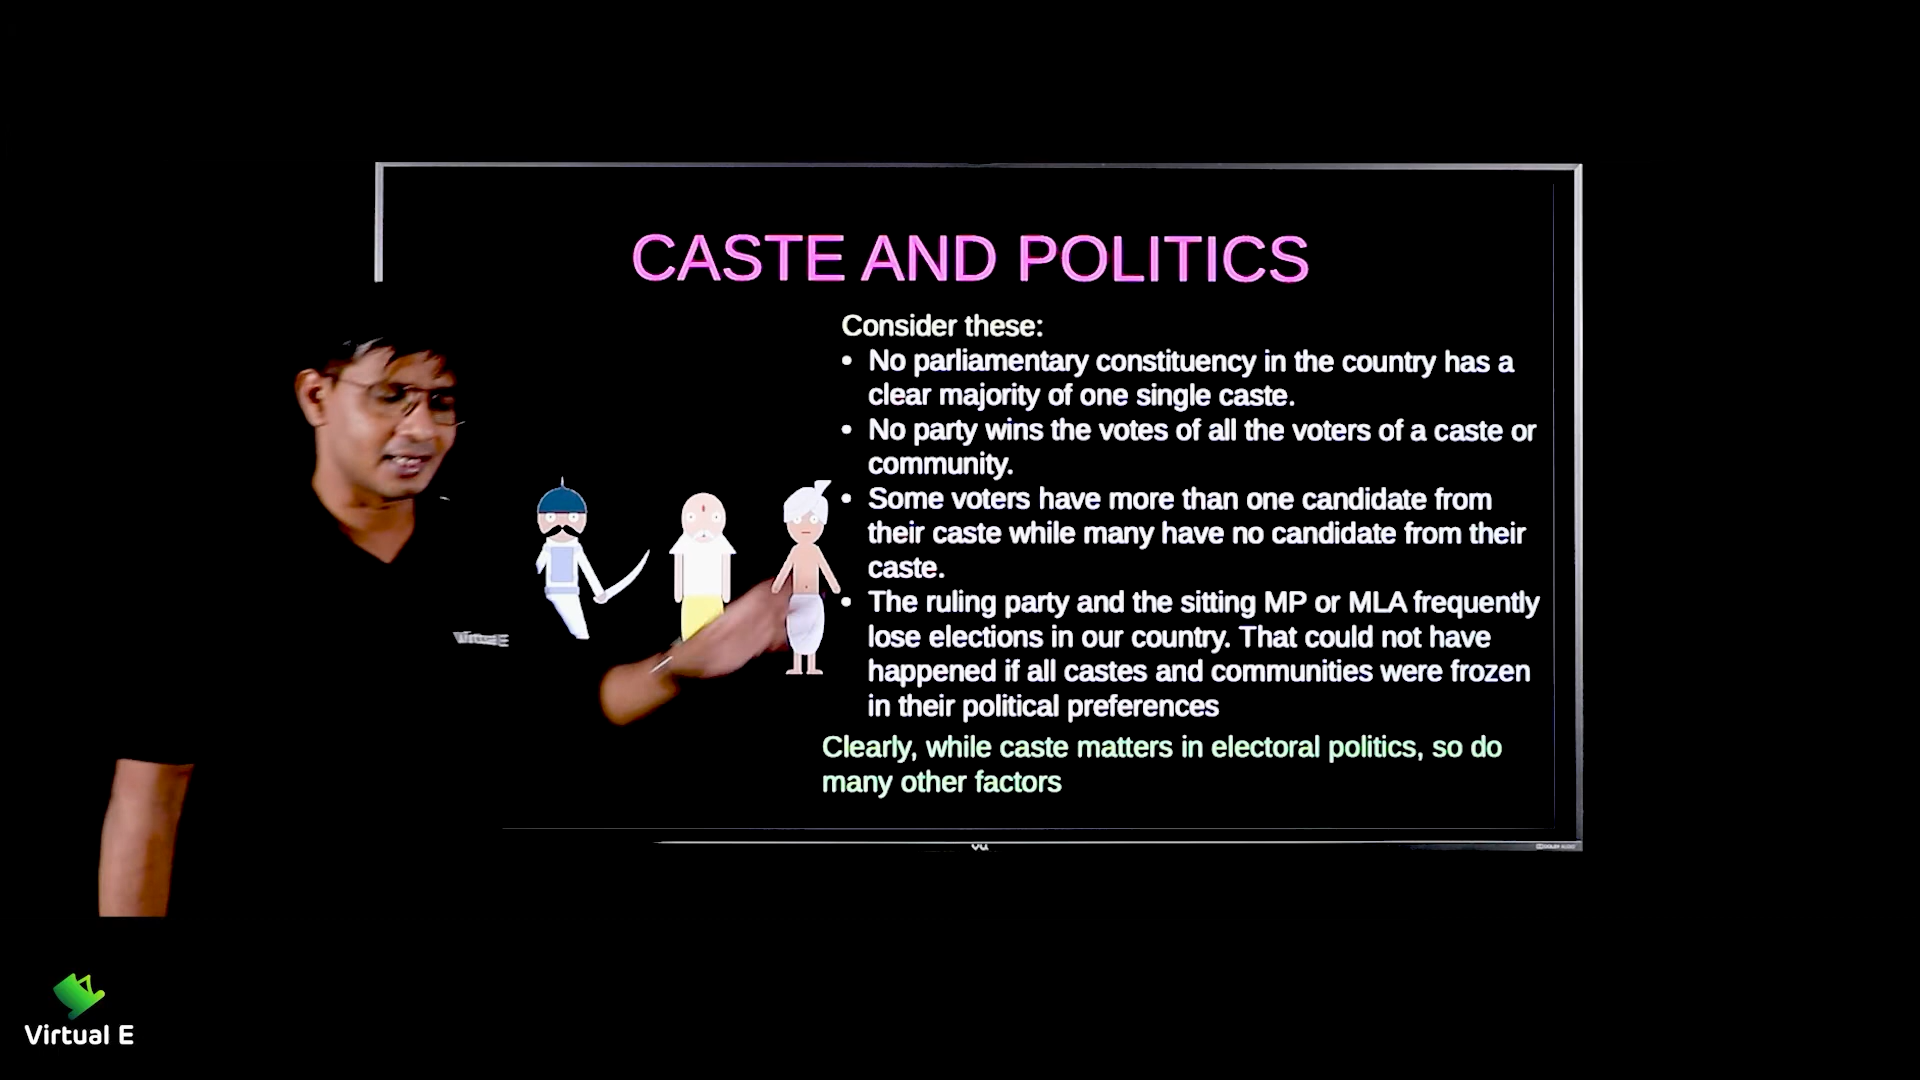 CASTE AND POLITICS
Consider these:
• No parliamentary constituency in the country has a
clear majority of one single caste.
• No party wins the votes of all the voters of a caste or
community.
• Some voters have more than one candidate from
their caste while many have no candidate from their
caste.
• The ruling party and the sitting MP or MLA frequently
lose elections in our country. That could not have
happened if all castes and communities were frozen
in their political preferences
Clearly, while caste matters in electoral politics, so do
many other factors
VirtualE
vu
DOLBY AUDIO
Virtual E